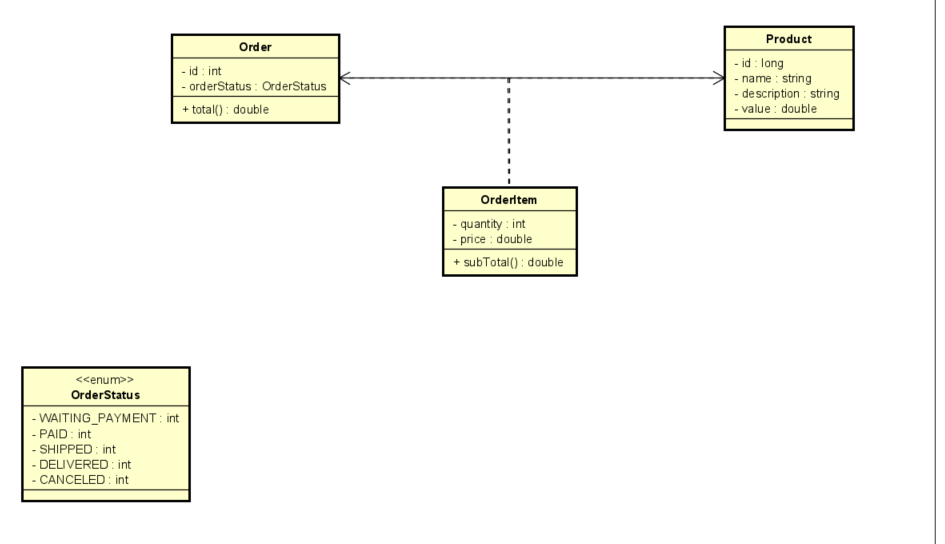 Order
- id : int
- orderStatus : OrderStatus
+ total() : double
Product
- id : long
- name : string
- description : string
- value : double
OrderItem
- quantity : int
- price : double
+ subTotal() : double
<<enum>>
OrderStatus
- WAITING_PAYMENT : int
- PAID : int
- SHIPPED : int
- DELIVERED : int
- CANCELED : int